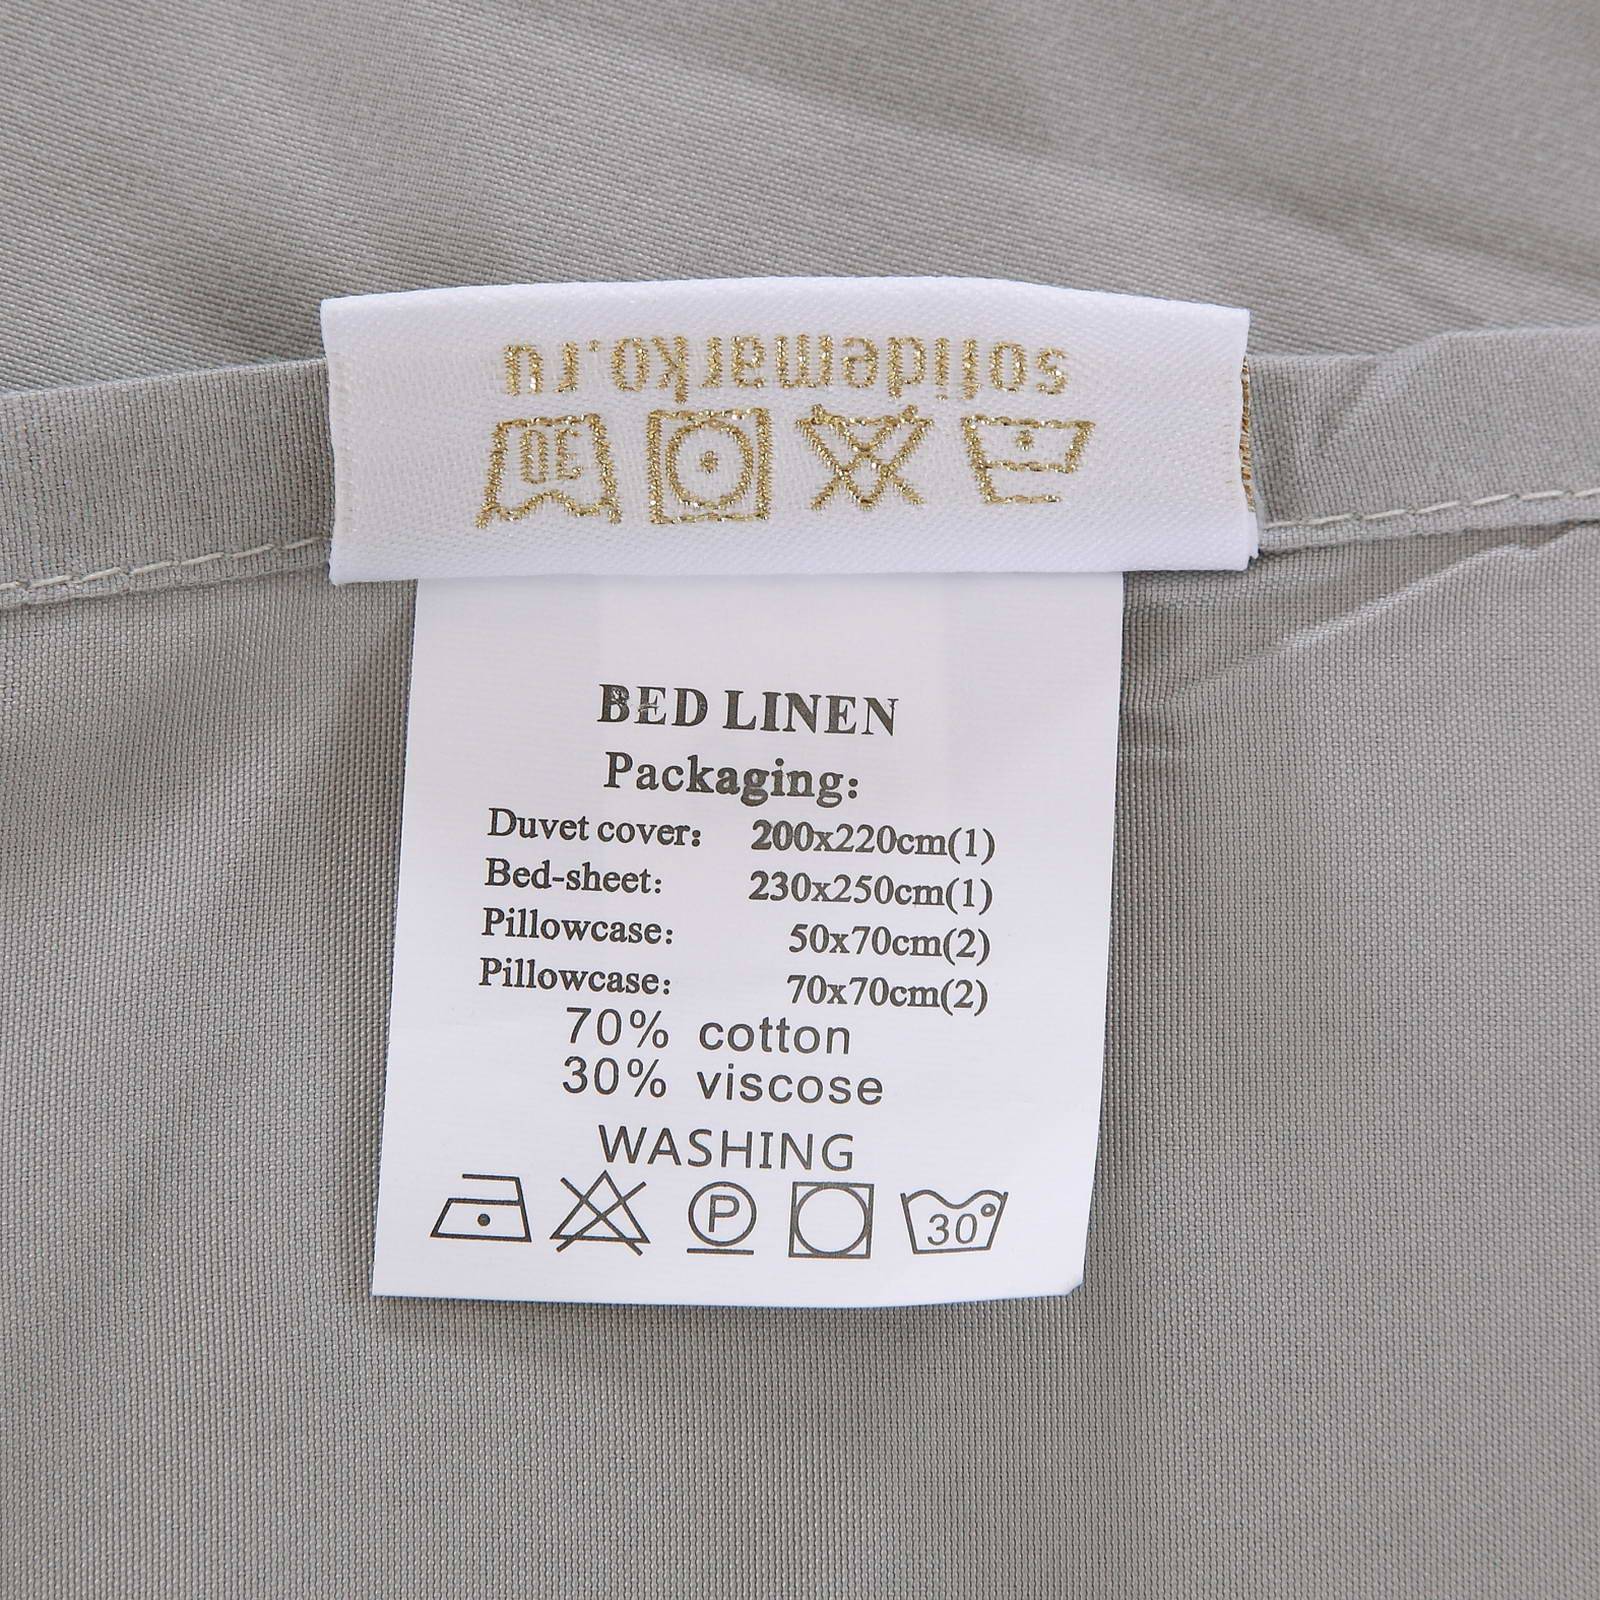 solidemarko.ru
30
BED LINEN
Packaging:
Duvet cover: 200x220cm(1)
Bed-sheet: 230x250cm(1)
Pillowcase: 50x70cm(2)
Pillowcase: 70x70cm(2)
70% cotton
30% viscose
WASHING
P 30°